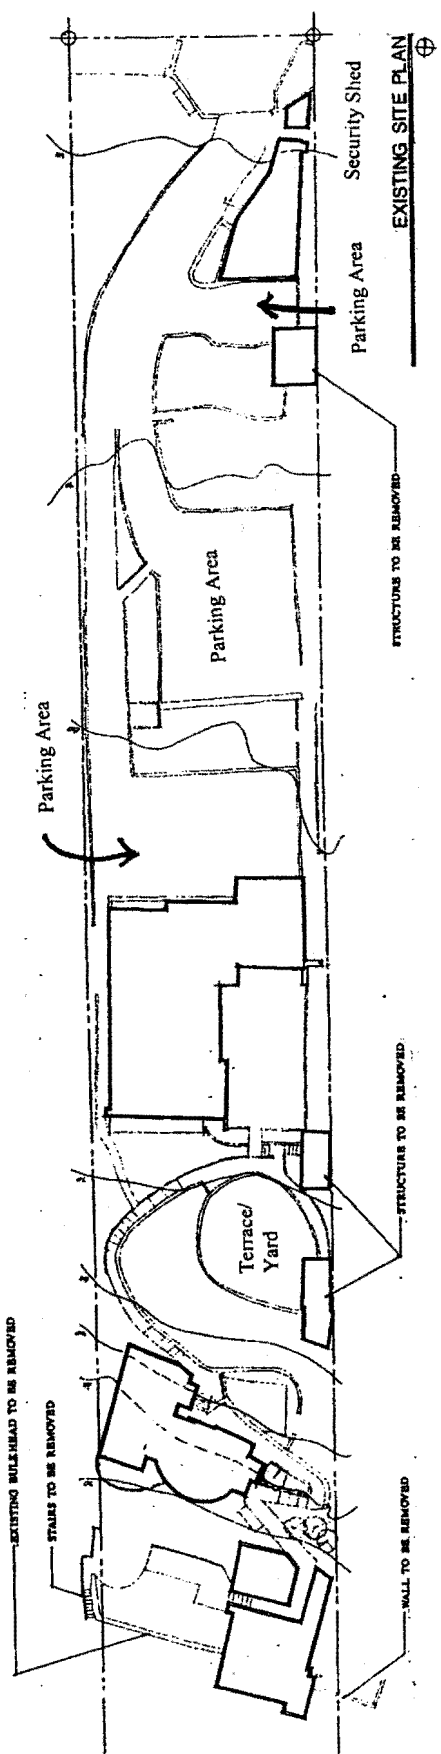 EXISTING SITE PLAN
Security Shed
Parking Area
STRUCTURE TO BE REMOVED
Parking Area
Parking Area
STRUCTURE TO BE REMOVED
Terrace/
Yard
EXISTING BULKHEAD TO BE REMOVED
STAIRS TO BE REMOVED
WALL TO BE REMOVED